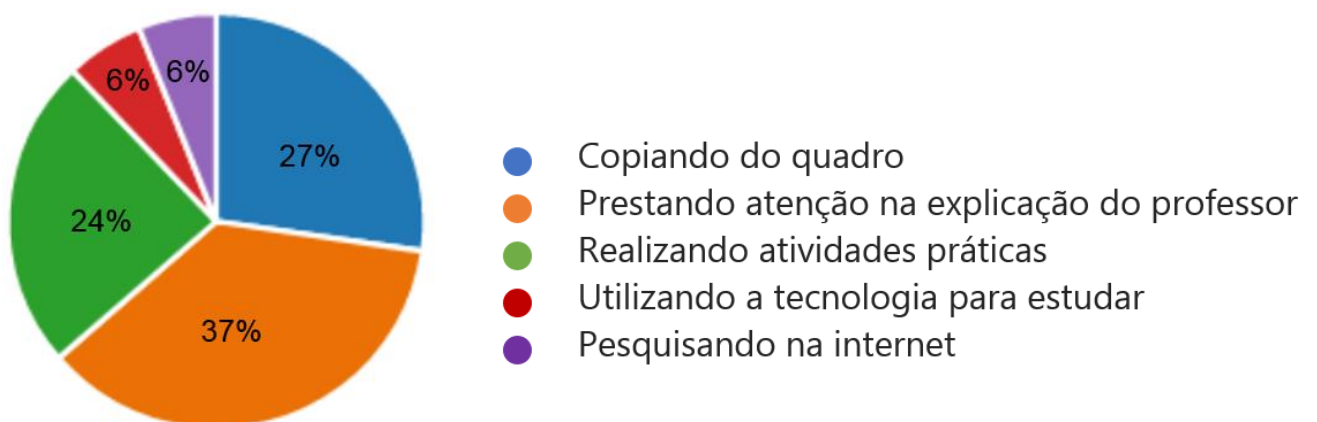 6%
6%
27%
24%
37%
Copiando do quadro
Prestando atenção na explicação do professor
Realizando atividades práticas
Utilizando a tecnologia para estudar
Pesquisando na internet